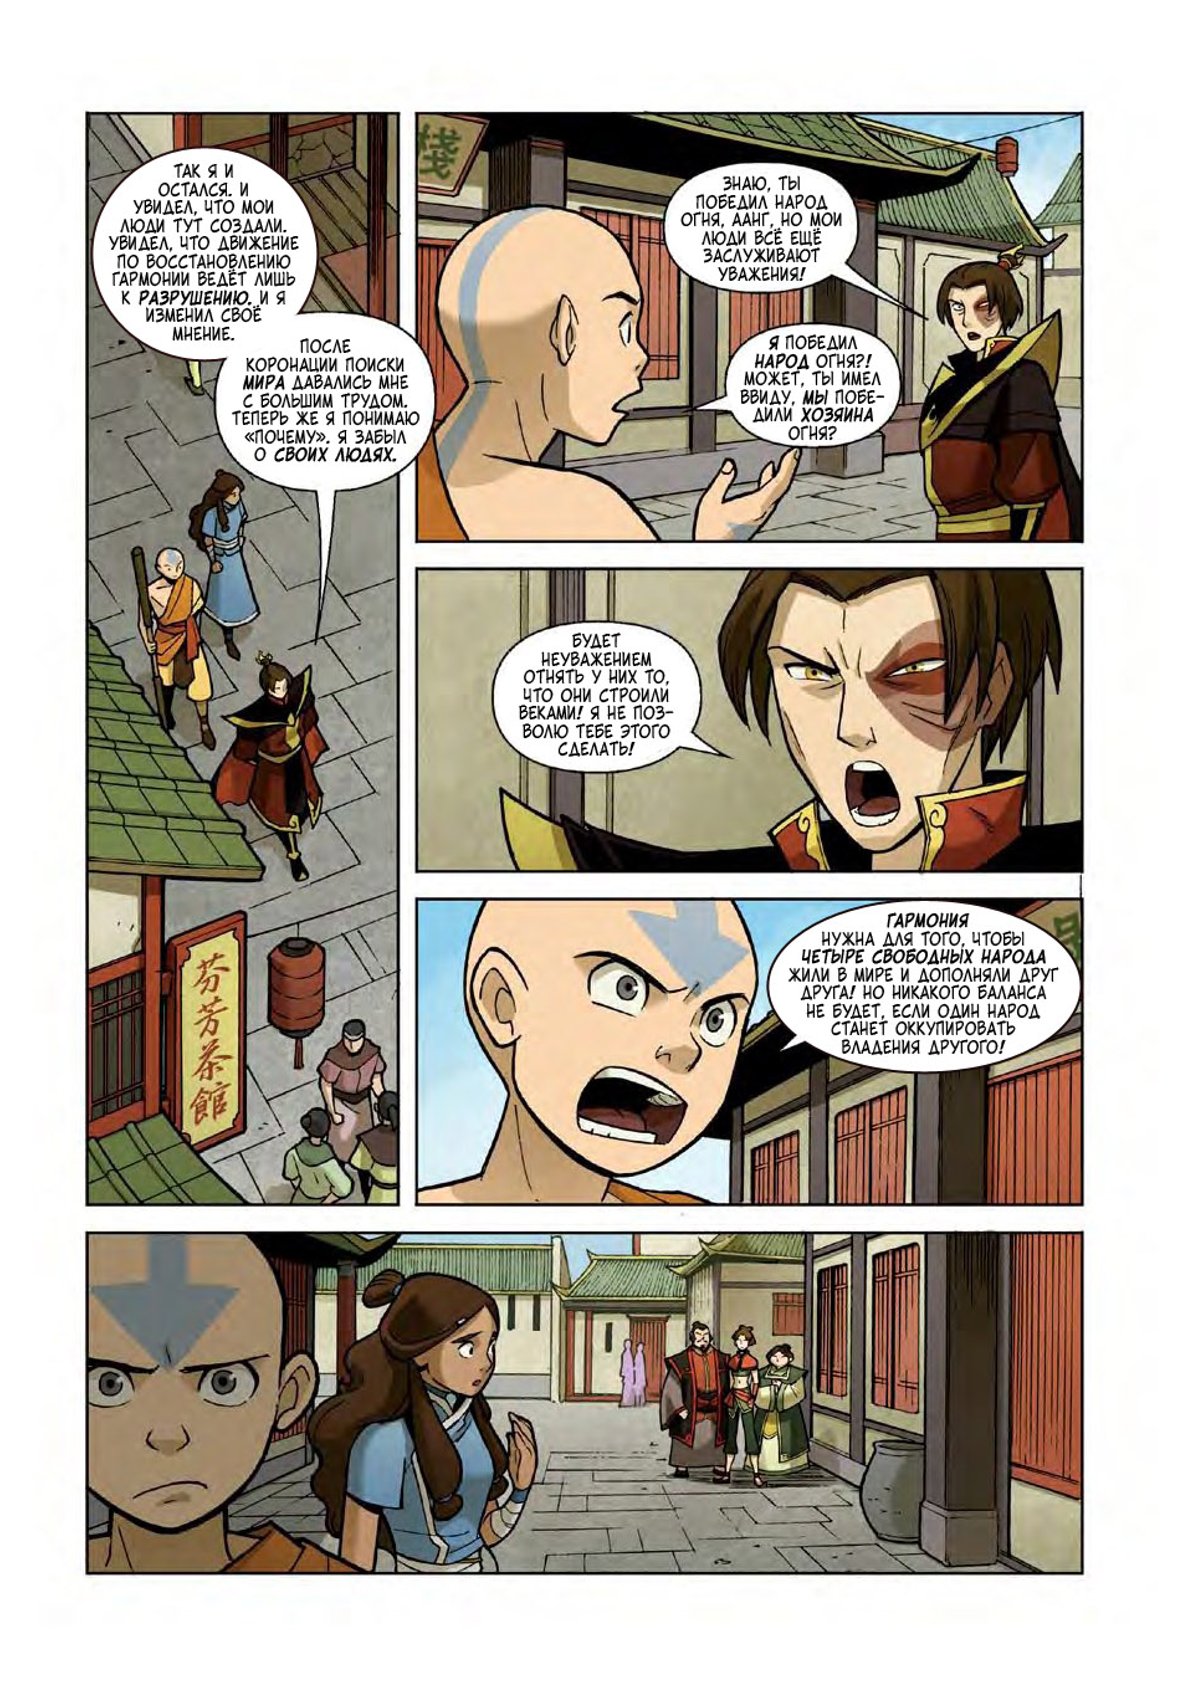 ТАК Я И
ОСТАЛСЯ. И
УВИДЕЛ, ЧТО МОИ
ЛЮДИ ТУТ СОЗДАЛИ.
УВИДЕЛ, ЧТО ДВИЖЕНИЕ
ПО ВОССТАНОВЛЕНИЮ
ГАРМОНИИ ВЕДЁТ ЛИШЬ
К РАЗРУШЕНИЮ. И Я
ИЗМЕНИЛ СВОЁ
МНЕНИЕ.
ПОСЛЕ
КОРОНАЦИИ ПОИСКИ
МИРА ДАВАЛИСЬ МНЕ
С БОЛЬШИМ ТРУДОМ.
ТЕПЕРЬ ЖЕ Я ПОНИМАЮ
«ПОЧЕМУ». Я ЗАБЫЛ
О СВОИХ ЛЮДЯХ.
芬芳茶館
棧
ЗНАЮ, ТЫ
ПОБЕДИЛ НАРОД
ОГНЯ, ААНГ, НО МОИ
ЛЮДИ ВСЁ ЕЩЁ
ЗАСЛУЖИВАЮТ
УВАЖЕНИЯ!
Я ПОБЕДИЛ
НАРОД ОГНЯ?!
МОЖЕТ, ТЫ ИМЕЛ
ВВИДУ, МЫ ПОБЕ-
ДИЛИ ХОЗЯИНА
ОГНЯ?
БУДЕТ
НЕУВАЖЕНИЕМ
ОТНЯТЬ У НИХ ТО,
ЧТО ОНИ СТРОИЛИ
ВЕКАМИ! Я НЕ ПОЗ-
ВОЛЮ ТЕБЕ ЭТОГО
СДЕЛАТЬ!
ГАРМОНИЯ
НУЖНА ДЛЯ ТОГО, ЧТОБЫ
ЧЕТЫРЕ СВОБОДНЫХ НАРОДА
ЖИЛИ В МИРЕ И ДОПОЛНЯЛИ ДРУГ
ДРУГА! НО НИКАКОГО БАЛАНСА
НЕ БУДЕТ, ЕСЛИ ОДИН НАРОД
СТАНЕТ ОККУПИРОВАТЬ
ВЛАДЕНИЯ ДРУГОГО!